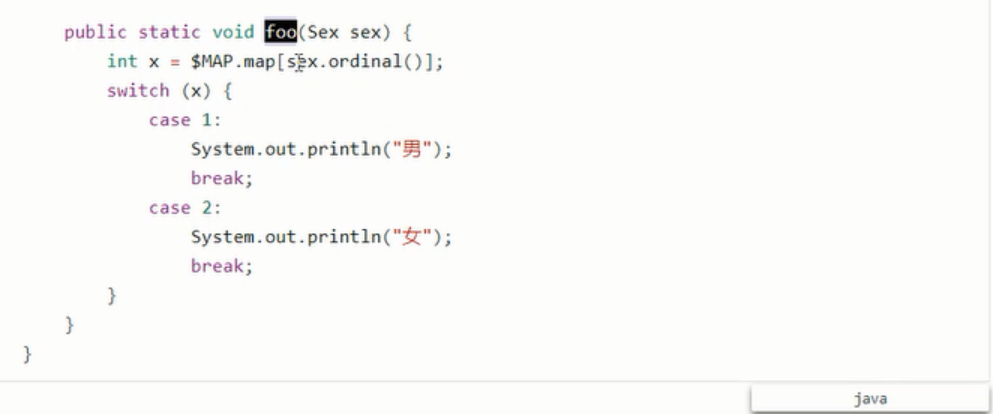 public static void foo(Sex sex) {
int x = $MAP.map[sex.ordinal()];
switch (x) {
case 1:
System.out.println("男");
break;
case 2:
System.out.println("女");
break;
}
}
}
java